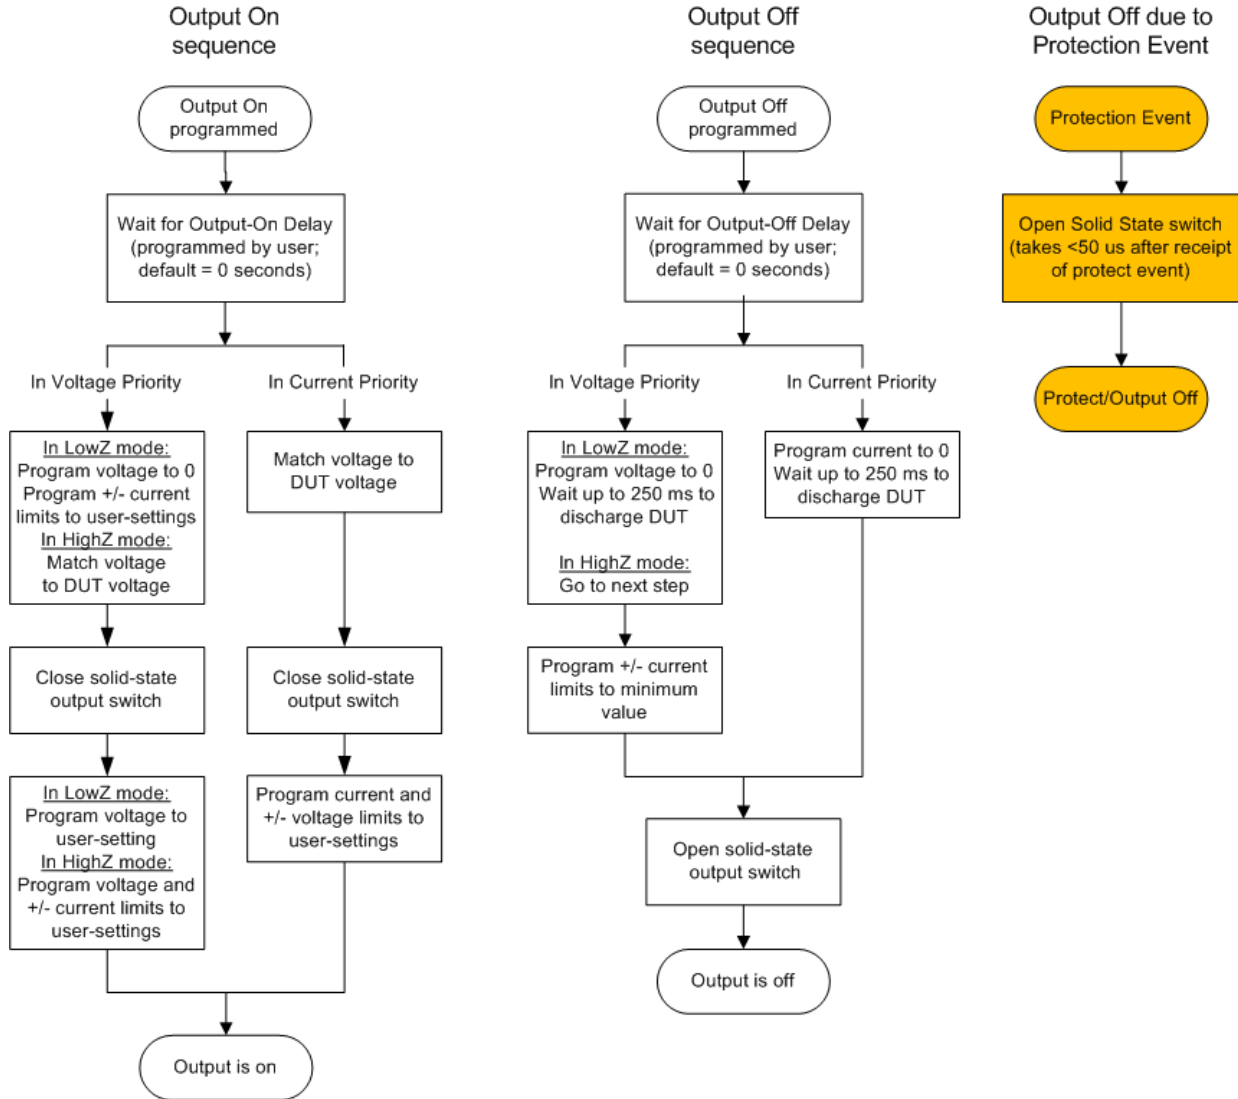 Output On
sequence
Output On
programmed
Wait for Output-On Delay
(programmed by user;
default = 0 seconds)
In Voltage Priority
In Current Priority
In LowZ mode:
Program voltage to 0
Program +/- current
limits to user-settings
In HighZ mode:
Match voltage
to DUT voltage
Match voltage to
DUT voltage
Close solid-state
output switch
Close solid-state
output switch
In LowZ mode:
Program voltage to
user-setting
In HighZ mode:
Program voltage and
+/- current limits to
user-settings
Program current and
+/- voltage limits to
user-settings
Output is on
Output Off
sequence
Output Off
programmed
Wait for Output-Off Delay
(programmed by user;
default = 0 seconds)
In Voltage Priority
In Current Priority
In LowZ mode:
Program voltage to 0
Wait up to 250 ms to
discharge DUT
In HighZ mode:
Go to next step
Program current to 0
Wait up to 250 ms to
discharge DUT
Program +/- current
limits to minimum
value
Open solid-state
output switch
Output is off
Output Off due to
Protection Event
Protection Event
Open Solid State switch
(takes <50 us after receipt
of protect event)
Protect/Output Off